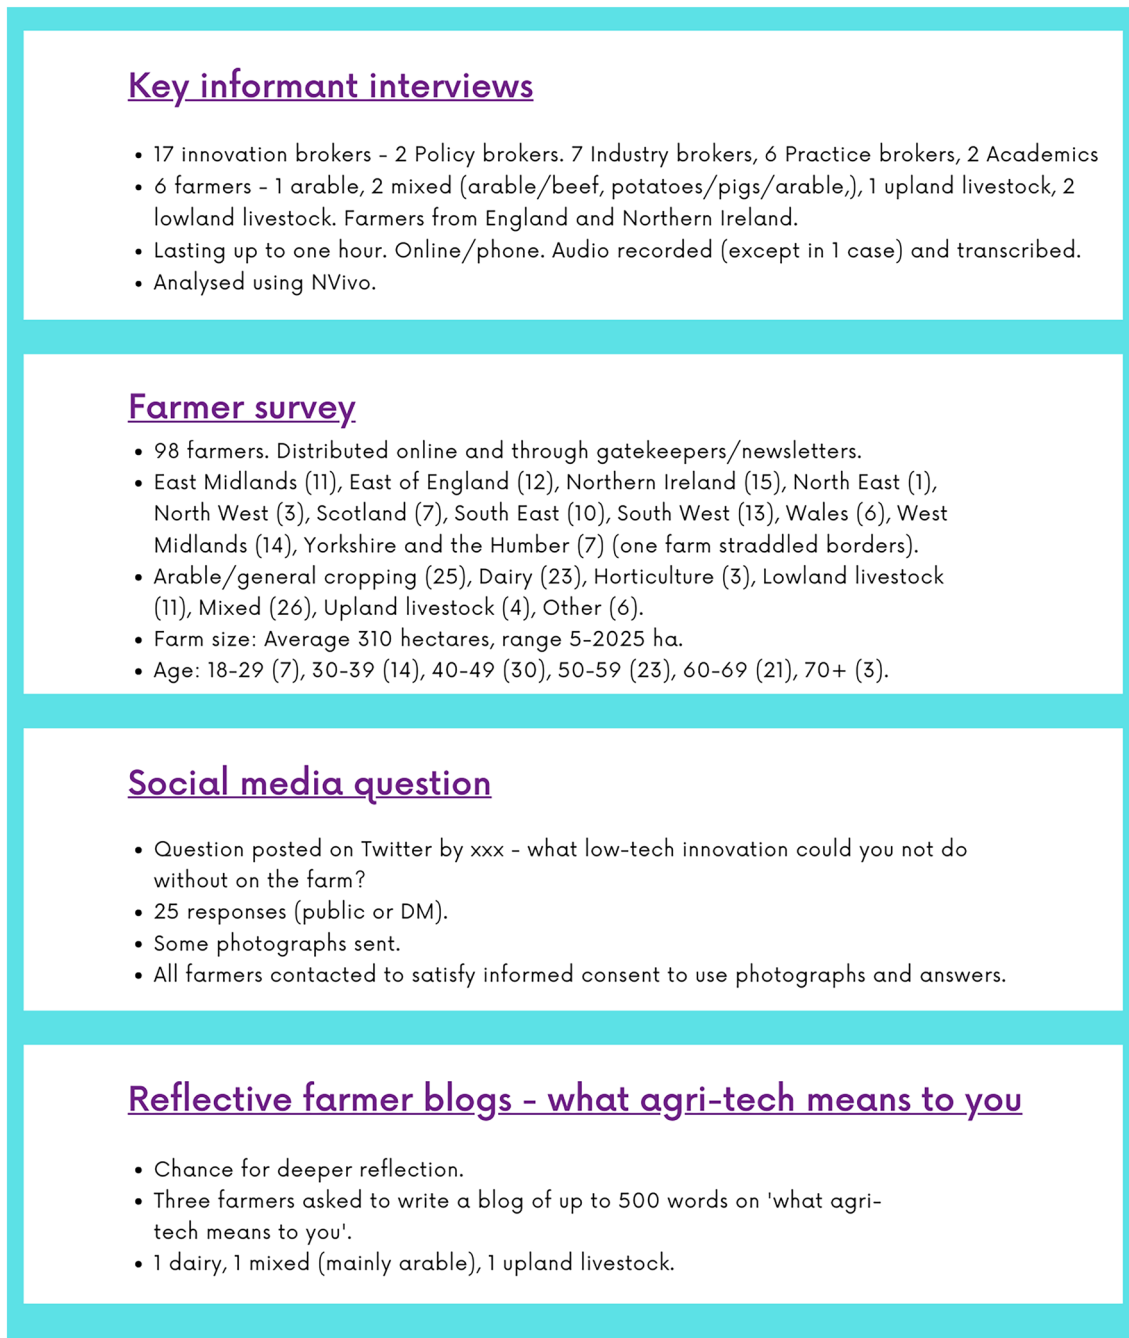 Key informant interviews
• 17 innovation brokers - 2 Policy brokers. 7 Industry brokers, 6 Practice brokers, 2 Academics
• 6 farmers - 1 arable, 2 mixed (arable/beef, potatoes/pigs/arable,), 1 upland livestock, 2
lowland livestock. Farmers from England and Northern Ireland.
• Lasting up to one hour. Online/phone. Audio recorded (except in 1 case) and transcribed.
• Analysed using NVivo.
Farmer survey
• 98 farmers. Distributed online and through gatekeepers/newsletters.
• East Midlands (11), East of England (12), Northern Ireland (15), North East (1),
North West (3), Scotland (7), South East (10), South West (13), Wales (6), West
Midlands (14), Yorkshire and the Humber (7) (one farm straddled borders).
• Arable/general cropping (25), Dairy (23), Horticulture (3), Lowland livestock
(11), Mixed (26), Upland livestock (4), Other (6).
• Farm size: Average 310 hectares, range 5-2025 ha.
• Age: 18-29 (7), 30-39 (14), 40-49 (30), 50-59 (23), 60-69 (21), 70+ (3).
Social media question
• Question posted on Twitter by xxx - what low-tech innovation could you not do
without on the farm?
• 25 responses (public or DM).
• Some photographs sent.
• All farmers contacted to satisfy informed consent to use photographs and answers.
Reflective farmer blogs - what agri-tech means to you
• Chance for deeper reflection.
• Three farmers asked to write a blog of up to 500 words on 'what agri-
tech means to you'.
• 1 dairy, 1 mixed (mainly arable), 1 upland livestock.